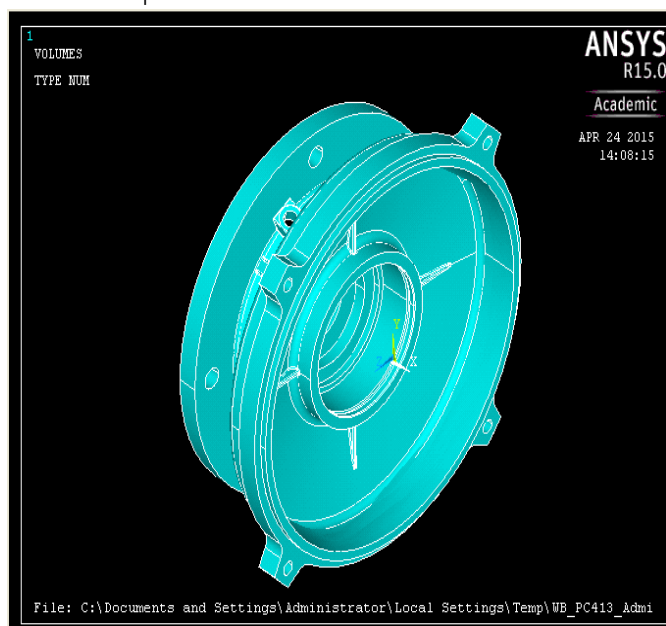 1
VOLUMES
TYPE NUM
ANSYS
R15.0
Academic
APR 24 2015
14:08:15
Y
X
File: C:\Documents and Settings\Administrator\Local Settings\Temp\WB_PC413_Admi